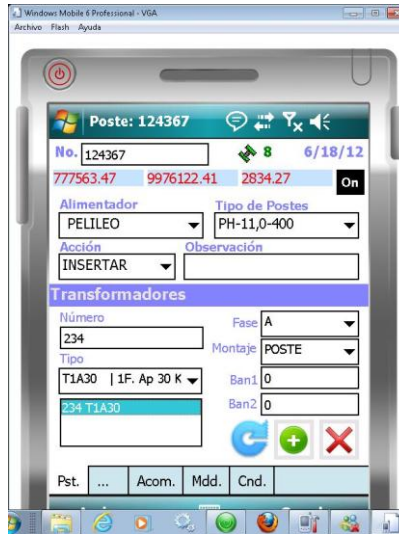 Windows Mobile 6 Professional - VGA
Archivo Flash Ayuda
Poste: 124367
No. 124367 8 6/18/12
777563.47 9976122.41 2834.27 On
Alimentador Tipo de Postes
PELILEO PH-11,0-400
Acción Observación
INSERTAR
Transformadores
Número Fase A
234
Montaje POSTE
Tipo
T1A30 | 1F. Ap 30 K Ban1 0
234 T1A30 Ban2 0
Pst. ... Acom. Mdd. Cnd.